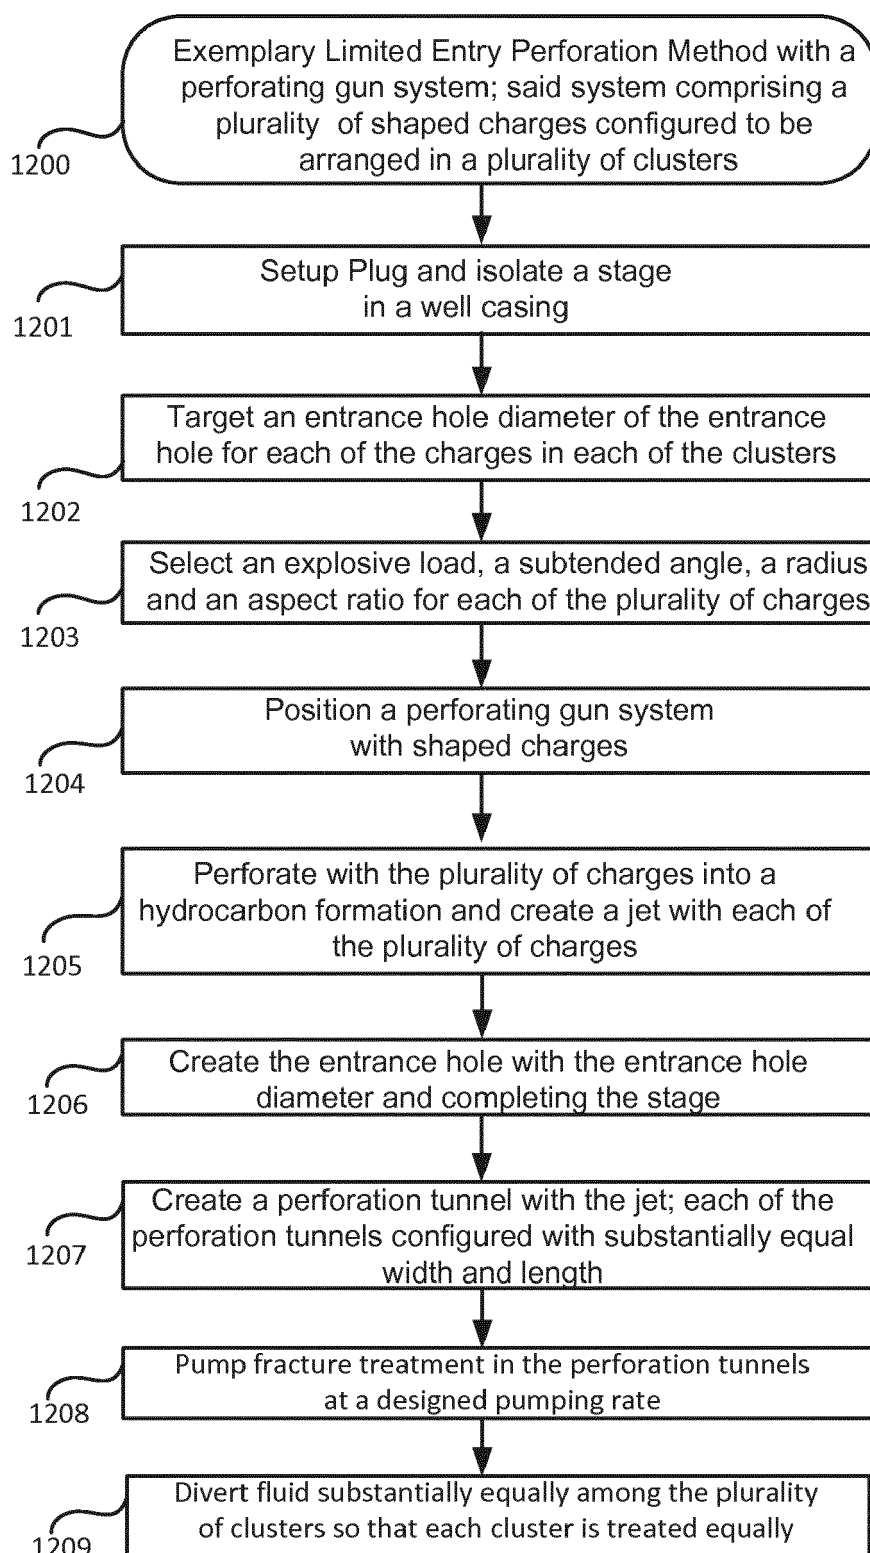 Exemplary Limited Entry Perforation Method with a
perforating gun system; said system comprising a
plurality of shaped charges configured to be
arranged in a plurality of clusters
1200
Setup Plug and isolate a stage
in a well casing
1201
Target an entrance hole diameter of the entrance
hole for each of the charges in each of the clusters
1202
Select an explosive load, a subtended angle, a radius
and an aspect ratio for each of the plurality of charges
1203
Position a perforating gun system
with shaped charges
1204
Perforate with the plurality of charges into a
hydrocarbon formation and create a jet with each of
the plurality of charges
1205
Create the entrance hole with the entrance hole
diameter and completing the stage
1206
Create a perforation tunnel with the jet; each of the
perforation tunnels configured with substantially equal
width and length
1207
Pump fracture treatment in the perforation tunnels
at a designed pumping rate
1208
Divert fluid substantially equally among the plurality
of clusters so that each cluster is treated equally
1209